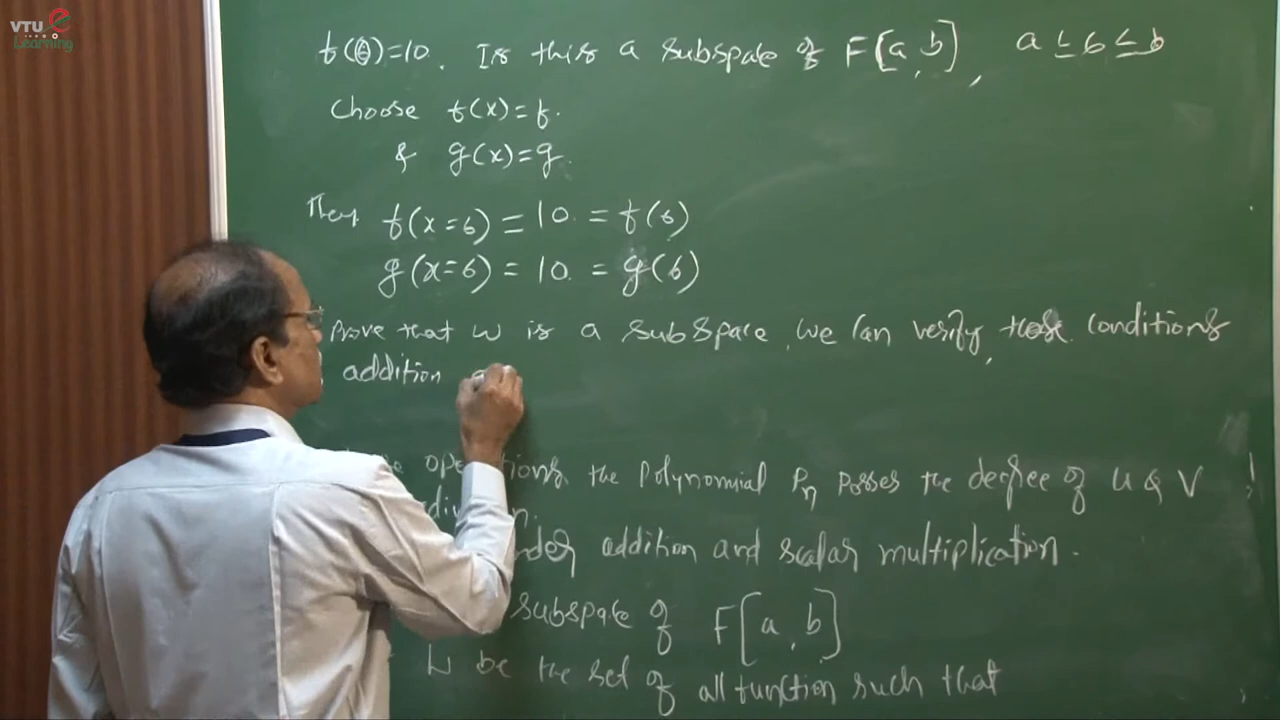 VTU e
Learning
f(6)=10. Is this a subspace of F[a, b], a ≤ 6 ≤ b
Choose f(x)=f.
& g(x)=g.
Then f(x=6) = 10. = f(6)
g(x=6) = 10. = g(6)
Prove that W is a subspace, we can verify, those conditions
addition
operations the polynomial Pn posses the degree of U & V
addition and scalar multiplication.
subspace of F[a, b]
W be the set of all function such that